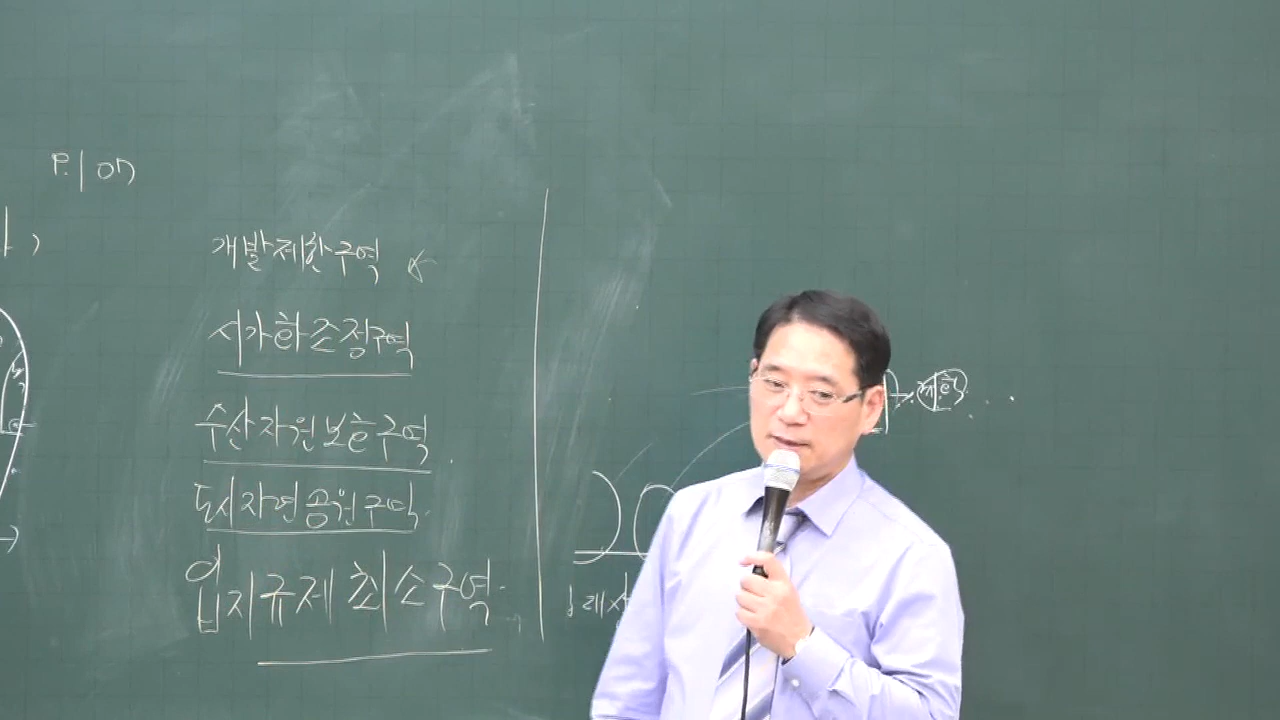 P.107
개발제한구역
시가화조정구역
수산자원보호구역
도시자연공원구역
입지규제최소구역